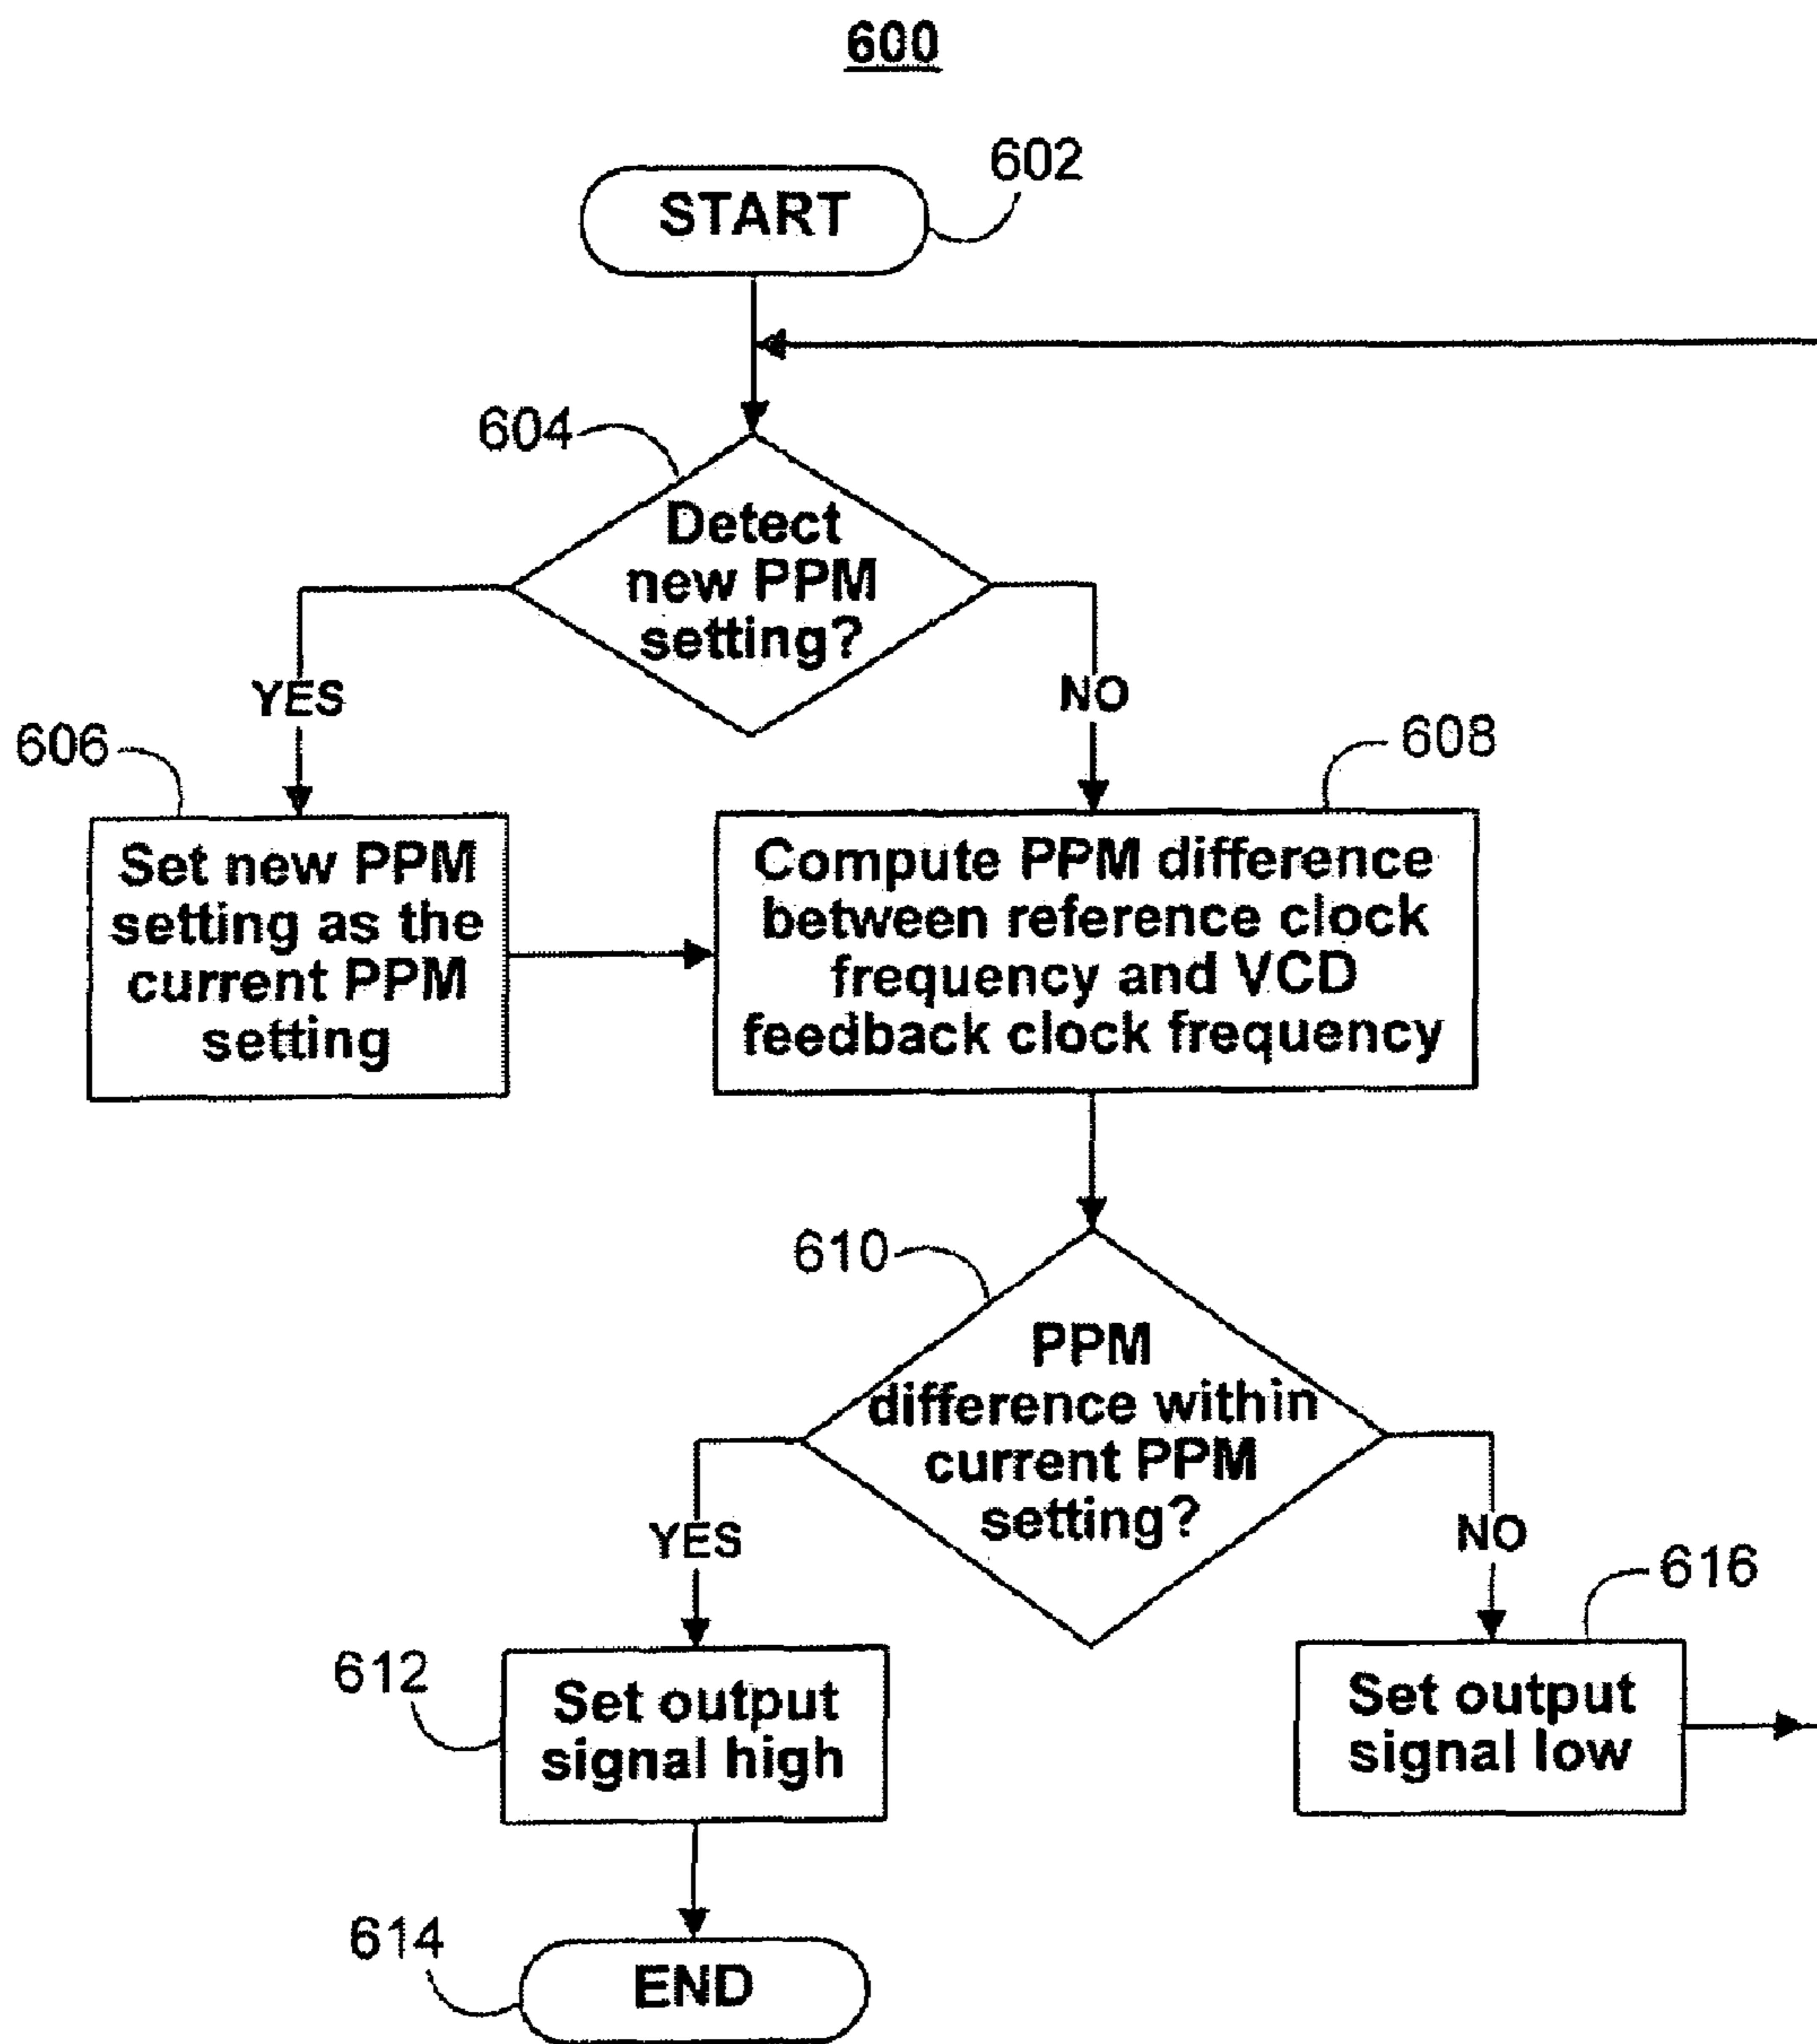 600
START
602
604
Detect
new PPM
setting?
YES
NO
606
608
Set new PPM
setting as the
current PPM
setting
Compute PPM difference
between reference clock
frequency and VCD
feedback clock frequency
610
PPM
difference within
current PPM
setting?
YES
NO
616
612
Set output
signal high
Set output
signal low
614
END